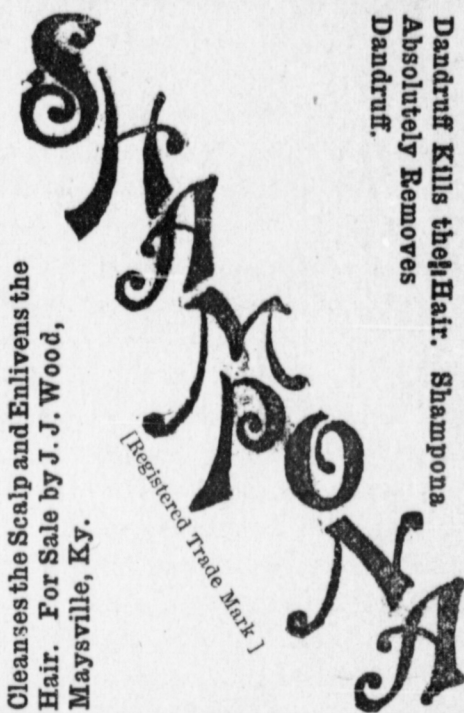 Dandruff Kills the Hair. Shampona
Absolutely Removes
Dandruff.
SHAMPONA
[Registered Trade Mark]
Cleanses the Scalp and Enlivens the
Hair. For Sale by J. J. Wood,
Maysville, Ky.